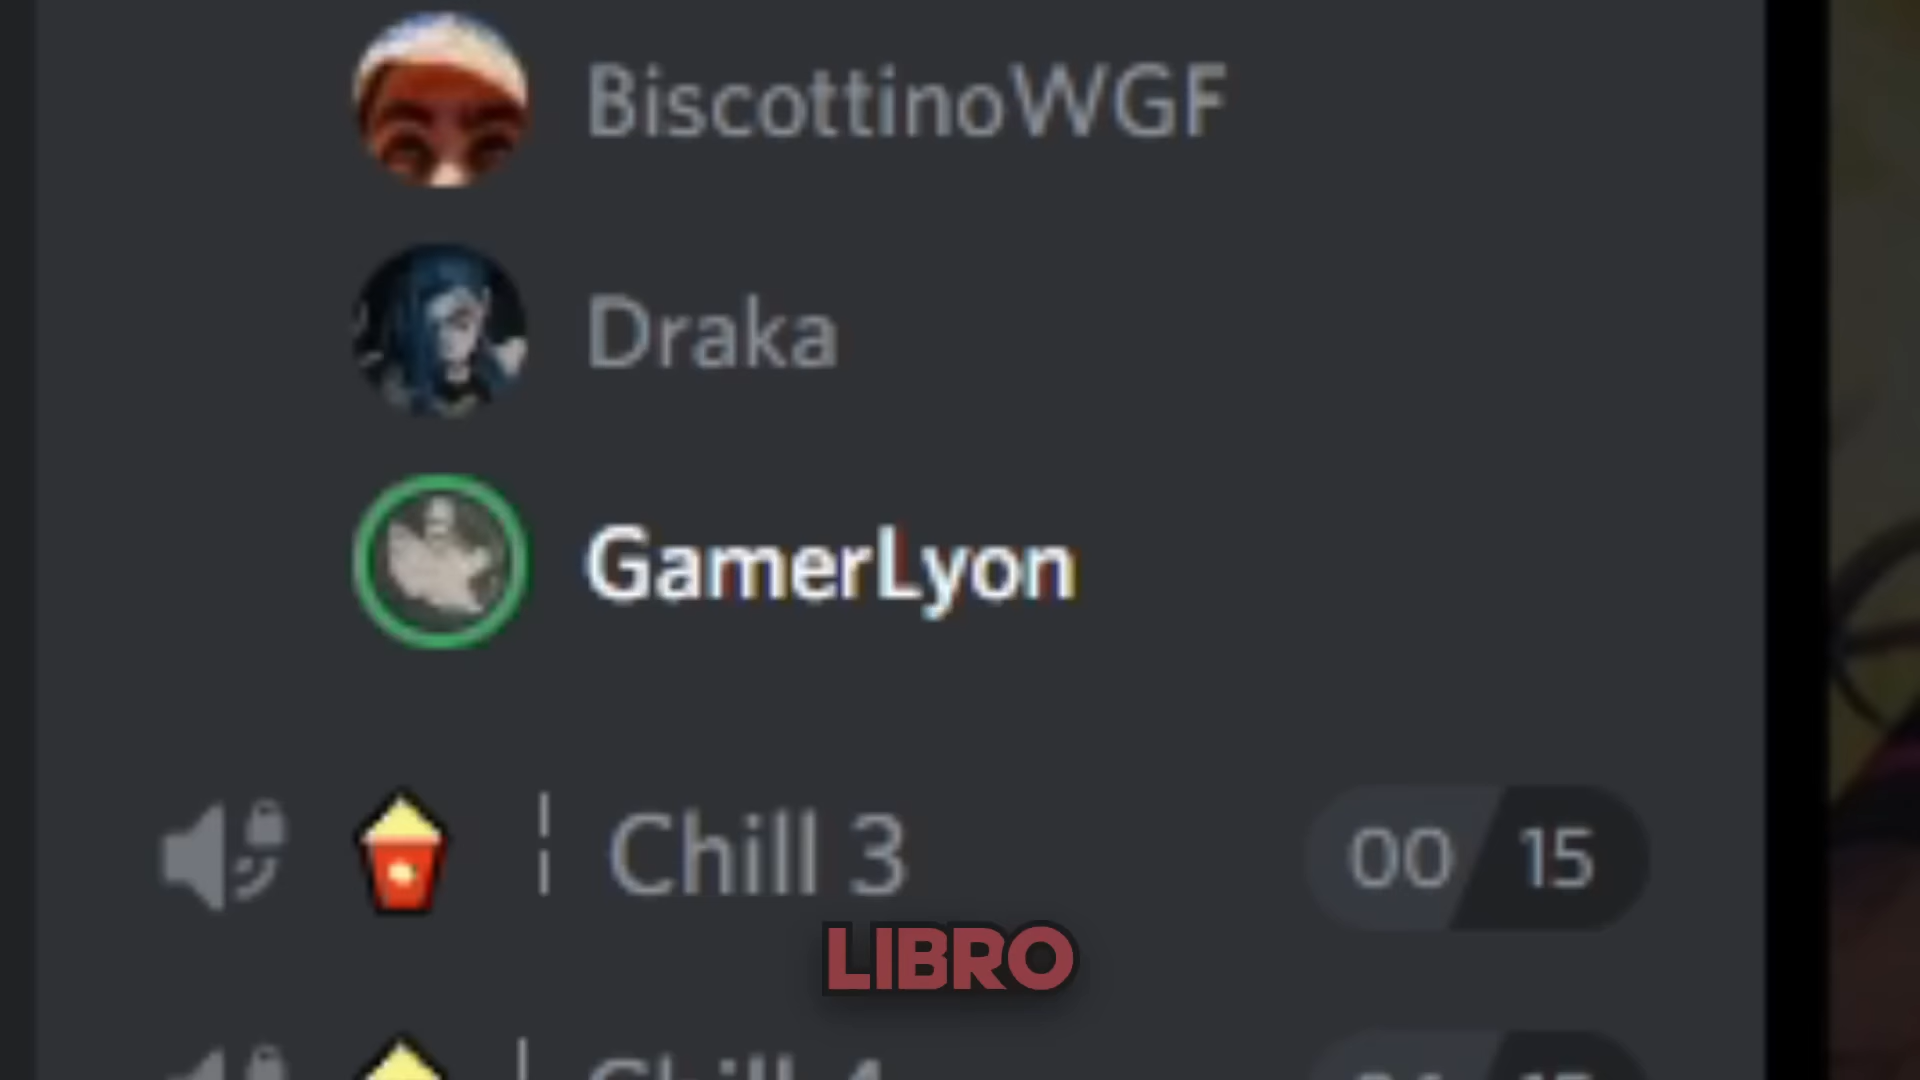 BiscottinoWGF
Draka
GamerLyon
Chill 3 00 15
LIBRO